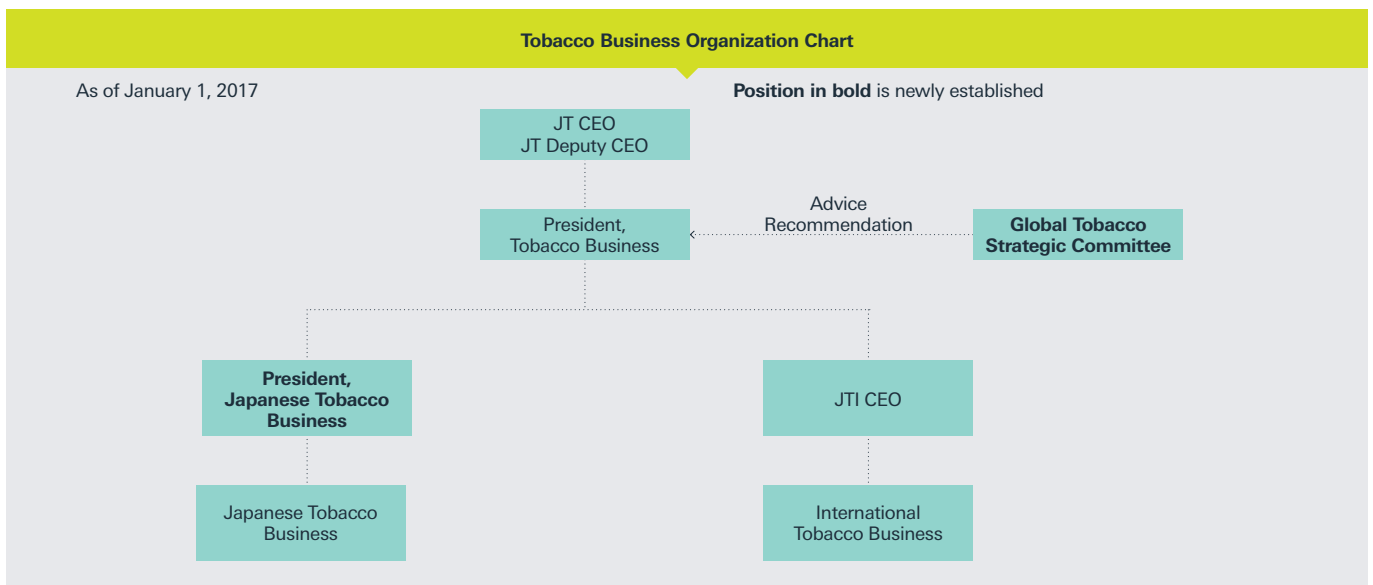 Tobacco Business Organization Chart
As of January 1, 2017
Position in bold is newly established
JT CEO
JT Deputy CEO
President,
Tobacco Business
Advice
Recommendation
Global Tobacco
Strategic Committee
President,
Japanese Tobacco
Business
JTI CEO
Japanese Tobacco
Business
International
Tobacco Business